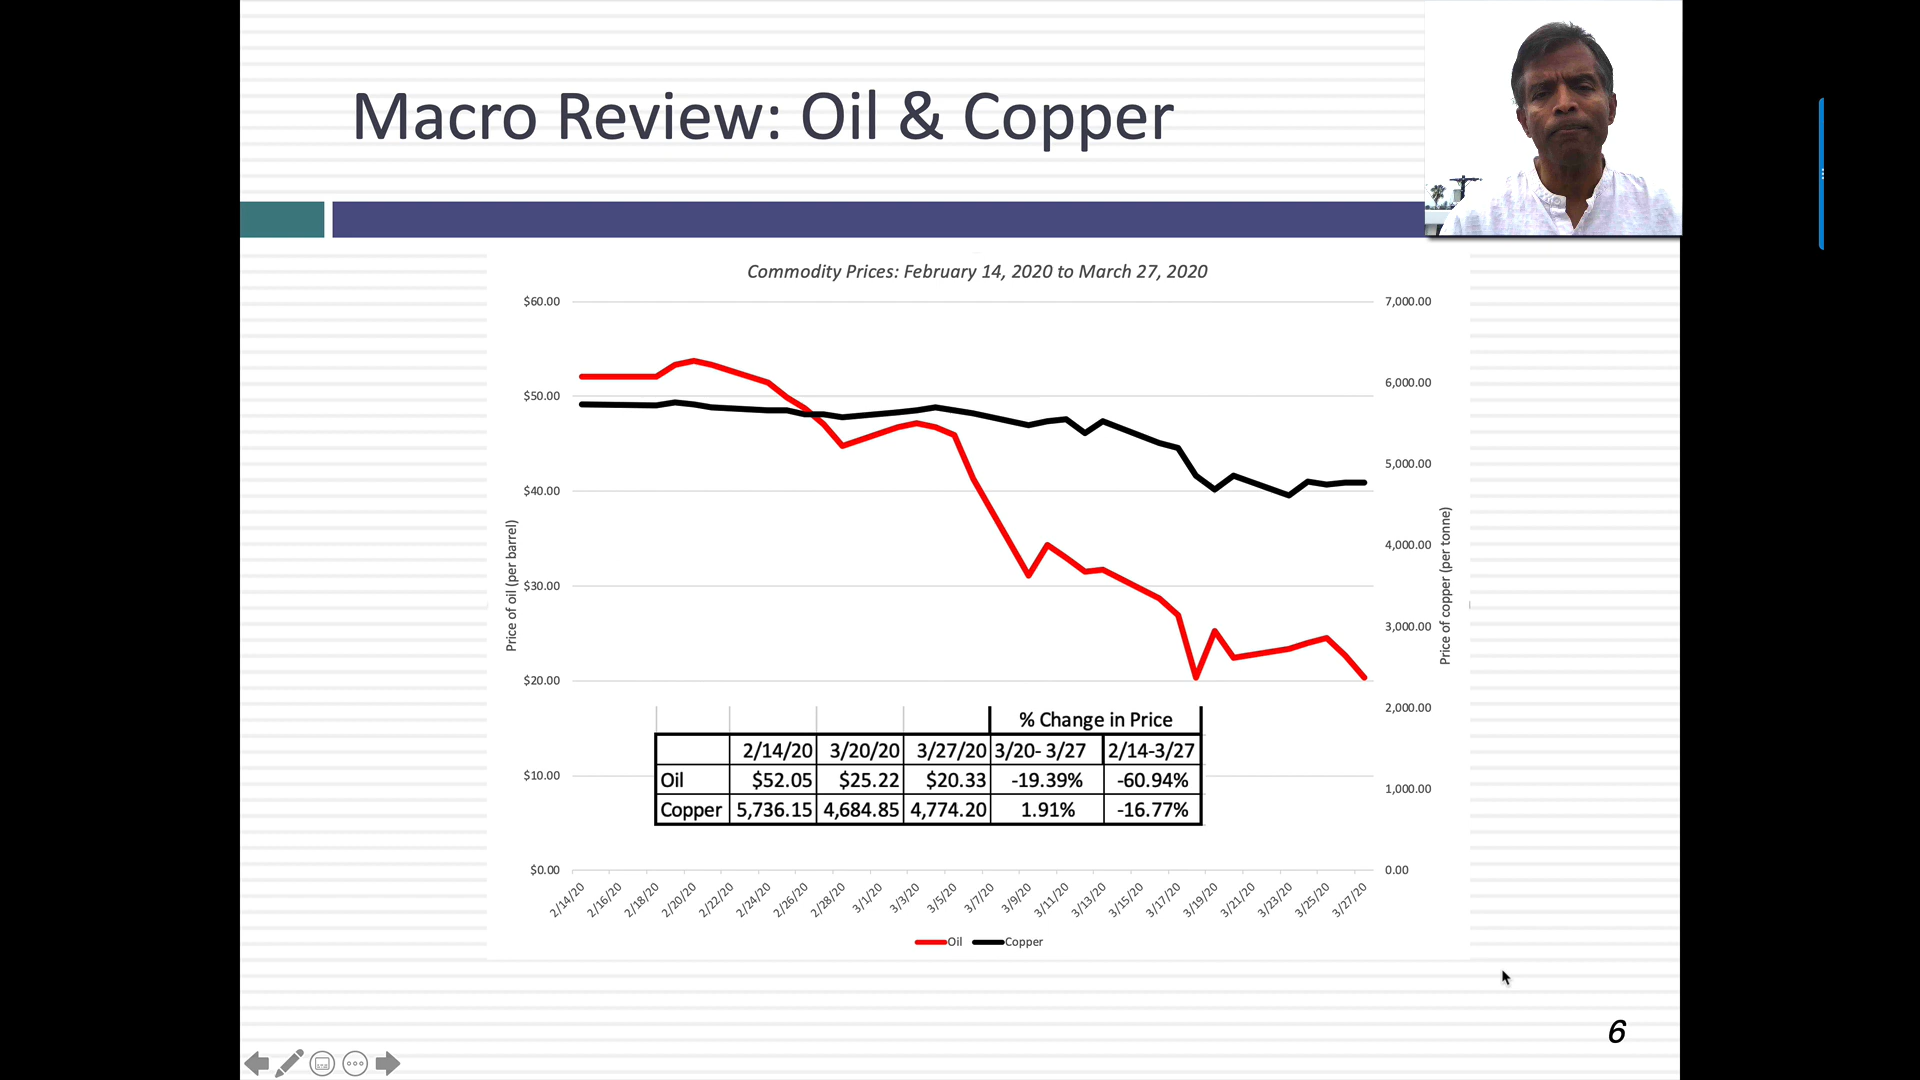 Macro Review: Oil & Copper
Commodity Prices: February 14, 2020 to March 27, 2020
$60.00
$50.00
$40.00
$30.00
$20.00
$10.00
$0.00
Price of oil (per barrel)
7,000.00
6,000.00
5,000.00
4,000.00
3,000.00
2,000.00
1,000.00
0.00
Price of copper (per tonne)
% Change in Price
2/14/20 3/20/20 3/27/20 3/20- 3/27 2/14-3/27
Oil $52.05 $25.22 $20.33 -19.39% -60.94%
Copper 5,736.15 4,684.85 4,774.20 1.91% -16.77%
2/14/20 2/16/20 2/18/20 2/20/20 2/22/20 2/24/20 2/26/20 2/28/20 3/1/20 3/3/20 3/5/20 3/7/20 3/9/20 3/11/20 3/13/20 3/15/20 3/17/20 3/19/20 3/21/20 3/23/20 3/25/20 3/27/20
Oil Copper
6